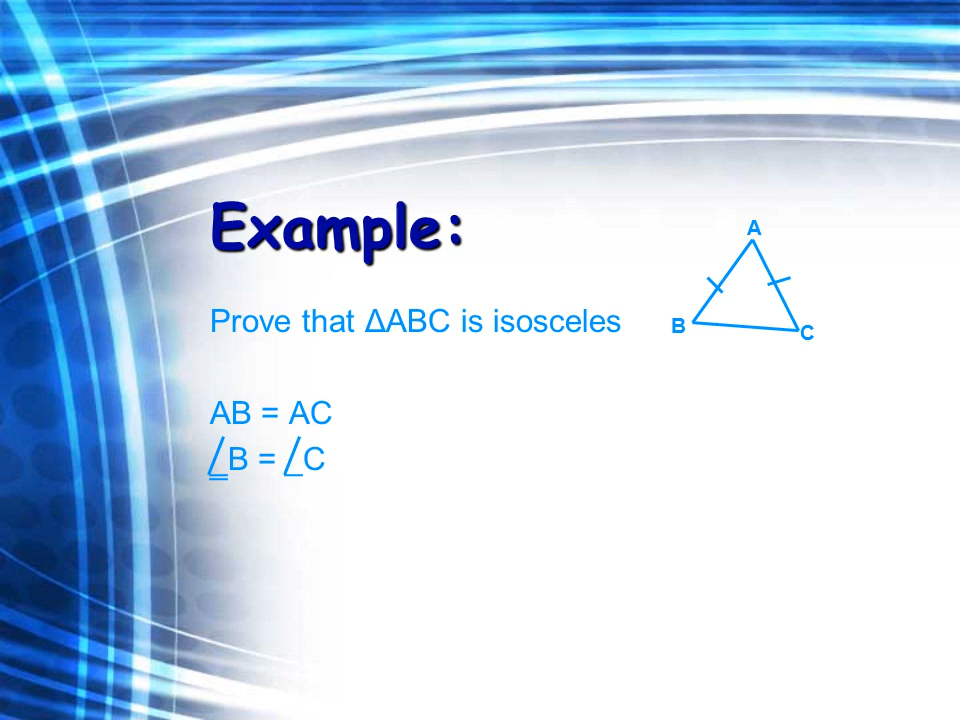 Example:
A
B
C
Prove that ΔABC is isosceles
AB = AC
∠B = ∠C